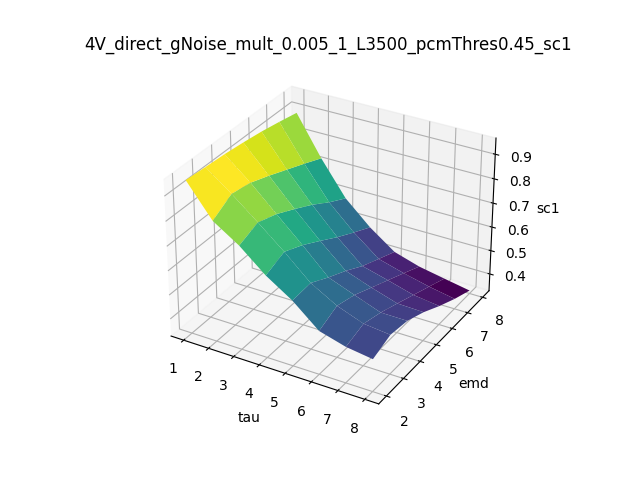 4V_direct_gNoise_mult_0.005_1_L3500_pcmThres0.45_sc1
0.9
0.8
0.7
sc1
0.6
0.5
0.4
1 2 3 4 5 6 7 8
tau
2 3 4 5 6 7 8
emd